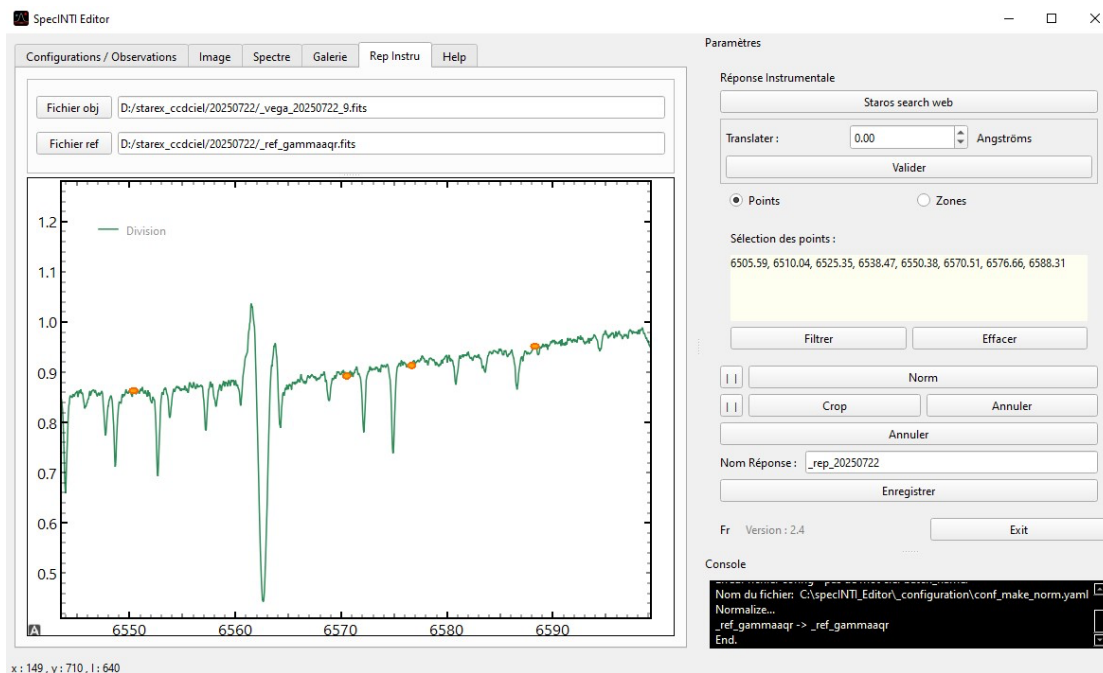 SpecINTI Editor
Configurations / Observations Image Spectre Galerie Rep Instru Help
Fichier obj D:/starex_ccdciel/20250722/_vega_20250722_9.fits
Fichier ref D:/starex_ccdciel/20250722/_ref_gammaaqr.fits
Division
1.2
1.1
1.0
0.9
0.8
0.7
0.6
0.5
6550 6560 6570 6580 6590
A
x : 149 , y : 710 , I : 640
Paramètres
Réponse Instrumentale
Staros search web
Translater : 0.00 Angströms
Valider
Points Zones
Sélection des points :
6505.59, 6510.04, 6525.35, 6538.47, 6550.38, 6570.51, 6576.66, 6588.31
Filtrer Effacer
| | Norm
| | Crop Annuler
Annuler
Nom Réponse : _rep_20250722
Enregistrer
Fr Version : 2.4 Exit
Console
Nom du fichier: C:\specINTI_Editor\_configuration\conf_make_norm.yaml
Normalize...
_ref_gammaaqr -> _ref_gammaaqr
End.